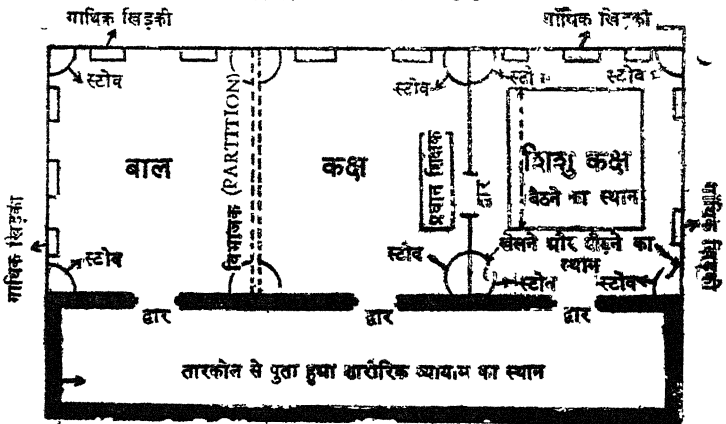 गाथिक खिड़की
गॉथिक खिड़की
स्टोव
स्टोव
स्टोव
स्टोव
विभाजक (PARTITION)
बाल
कक्ष
प्रधान शिक्षक
द्वार
शिशु कक्ष
बैठने का स्थान
खेलने और दौड़ने का
स्थान
गाथिक खिड़की
गाथिक खिड़की
स्टोव
स्टोव
स्टोव
स्टोव
द्वार
द्वार
द्वार
तारकोल से पुता हुआ शारीरिक व्यायाम का स्थान